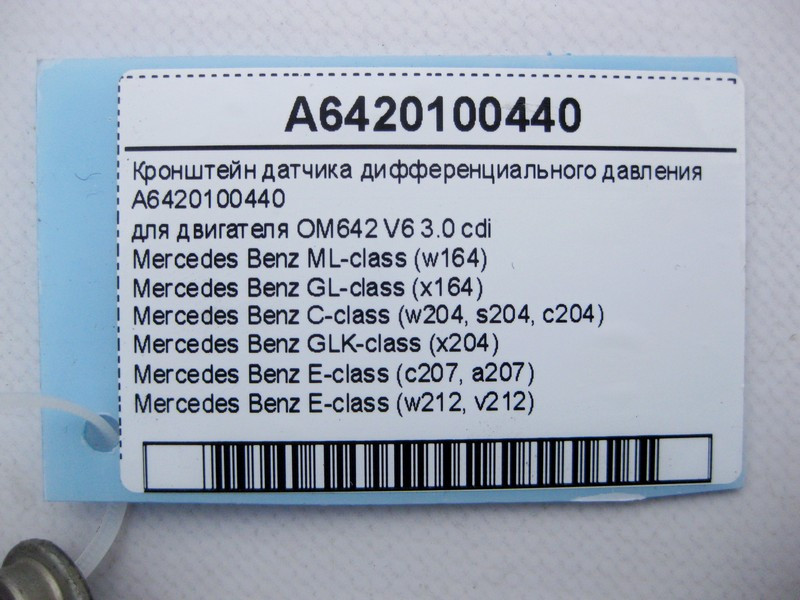 A6420100440
Кронштейн датчика дифференциального давления
A6420100440
для двигателя OM642 V6 3.0 cdi
Mercedes Benz ML-class (w164)
Mercedes Benz GL-class (x164)
Mercedes Benz C-class (w204, s204, c204)
Mercedes Benz GLK-class (x204)
Mercedes Benz E-class (c207, a207)
Mercedes Benz E-class (w212, v212)